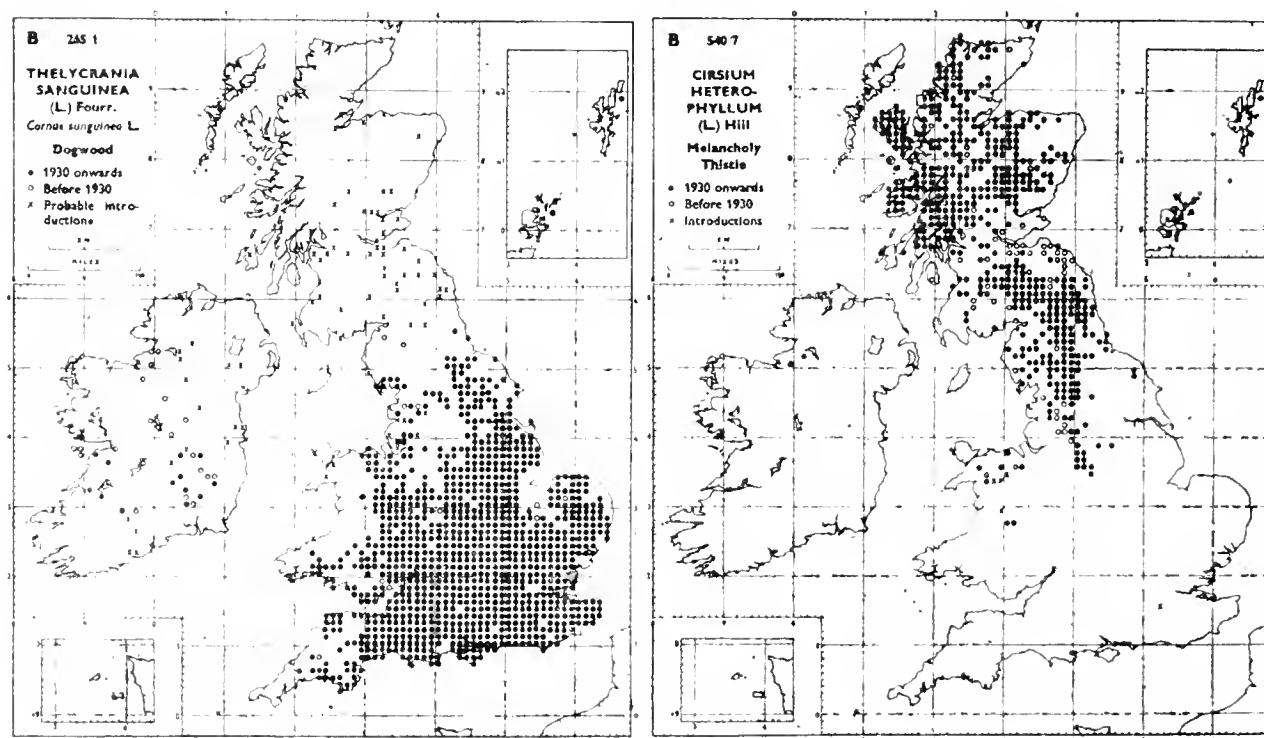 B 245 1
THELYCRANIA
SANGUINEA
(L.) Fourr.
Cornus sanguinea L.
Dogwood
• 1930 onwards
○ Before 1930
x Probable intro-
ductions
B 540 7
CIRSIUM
HETERO-
PHYLLUM
(L.) Hill
Melancholy
Thistle
• 1930 onwards
○ Before 1930
x Introductions